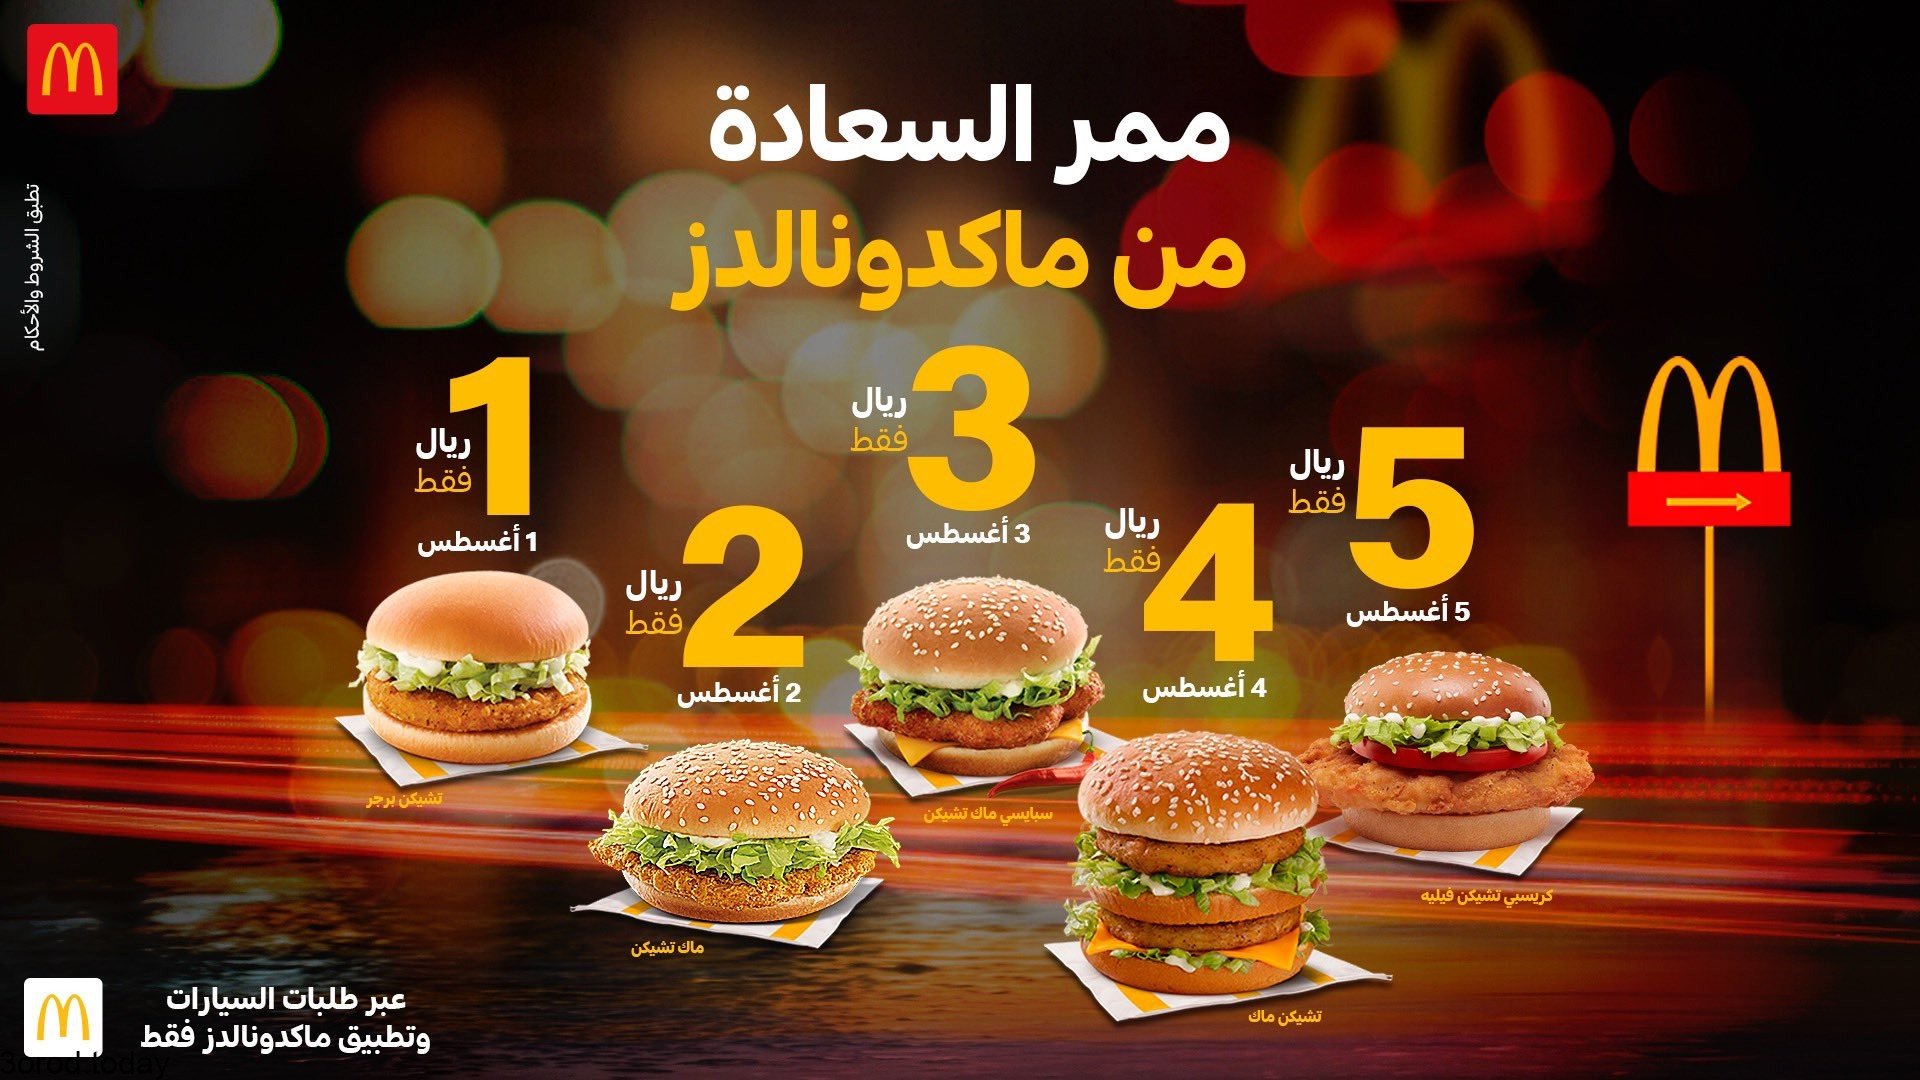 ممر السعادة
من ماكدونالدز
تطبق الشروط والأحكام
1
ريال
فقط
1 أغسطس
تشيكن برجر
2
ريال
فقط
2 أغسطس
ماك تشيكن
3
ريال
فقط
3 أغسطس
سبايسي ماك تشيكن
4
ريال
فقط
4 أغسطس
تشيكن ماك
5
ريال
فقط
5 أغسطس
كريسبي تشيكن فيليه
عبر طلبات السيارات
وتطبيق ماكدونالدز فقط
3orod.today